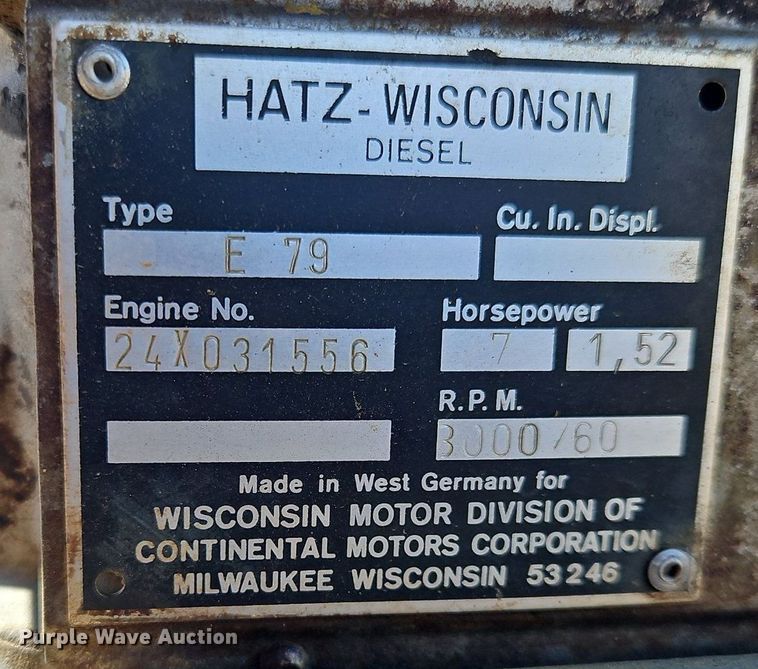 HATZ-WISCONSIN
DIESEL
Type
Cu. In. Displ.
E 79
Engine No.
Horsepower
24X031556
7
1,52
R.P.M.
3000/60
Made in West Germany for
WISCONSIN MOTOR DIVISION OF
CONTINENTAL MOTORS CORPORATION
MILWAUKEE WISCONSIN 53246
Purple Wave Auction